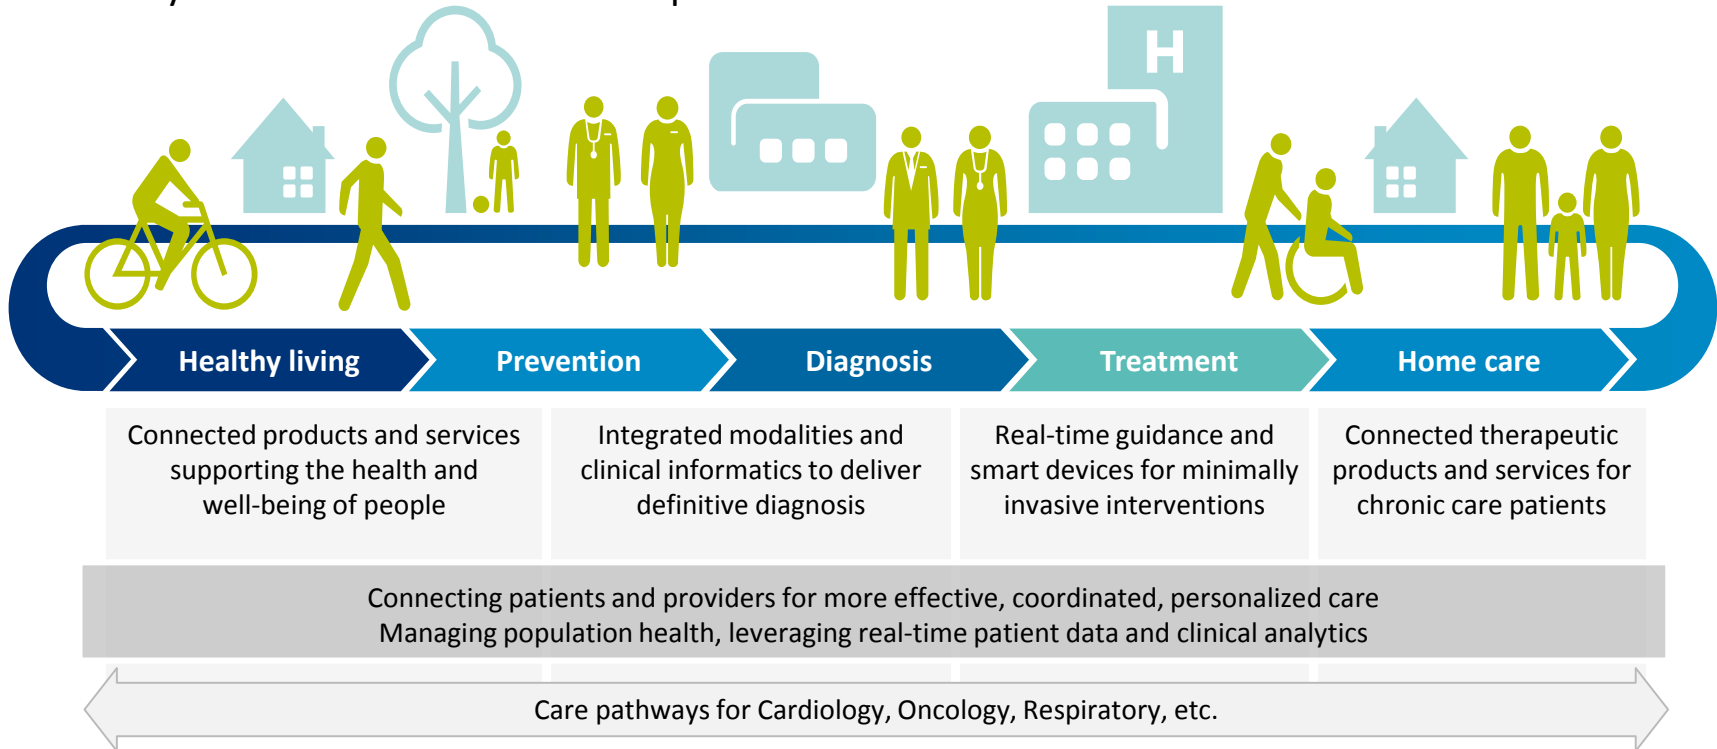 H
Healthy living
Prevention
Diagnosis
Treatment
Home care
Connected products and services
supporting the health and
well-being of people
Integrated modalities and
clinical informatics to deliver
definitive diagnosis
Real-time guidance and
smart devices for minimally
invasive interventions
Connected therapeutic
products and services for
chronic care patients
Connecting patients and providers for more effective, coordinated, personalized care
Managing population health, leveraging real-time patient data and clinical analytics
Care pathways for Cardiology, Oncology, Respiratory, etc.